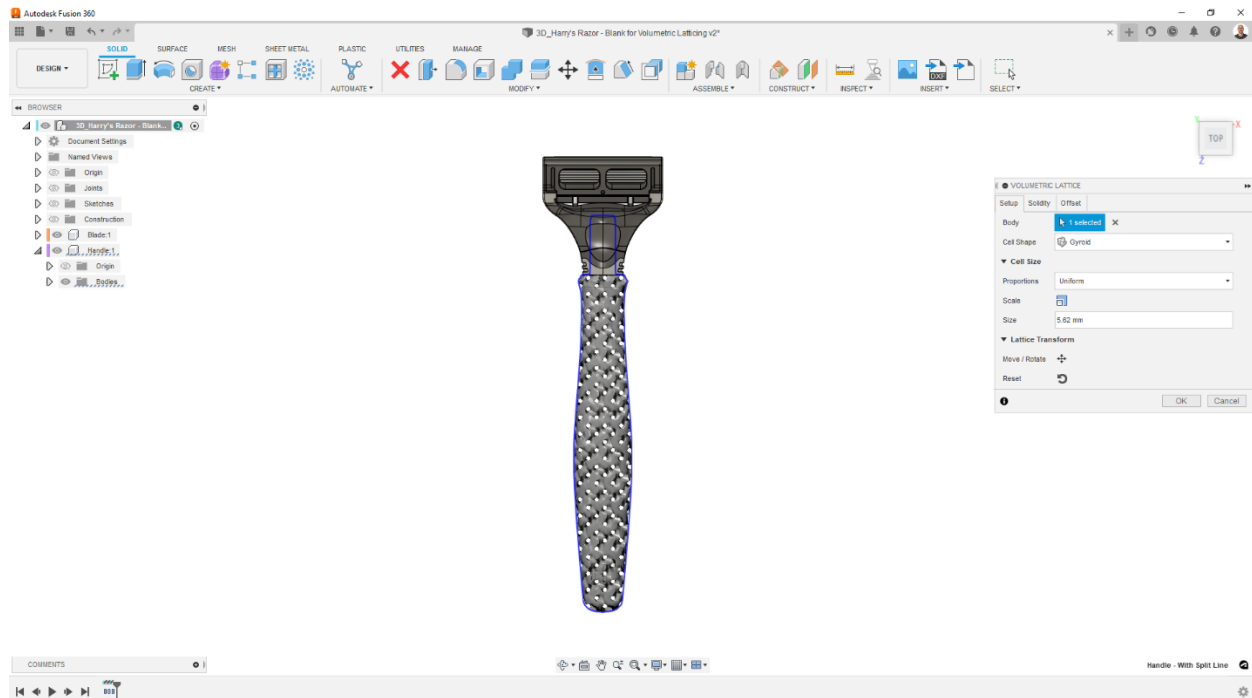 Autodesk Fusion 360
3D_Harry's Razor - Blank for Volumetric Latticing v2*
SOLID SURFACE MESH SHEET METAL PLASTIC UTILITIES MANAGE
DESIGN
CREATE AUTOMATE MODIFY ASSEMBLE CONSTRUCT INSPECT INSERT SELECT
DXF
BROWSER
3D_Harry's Razor - Blank...
Document Settings
Named Views
Origin
Joints
Sketches
Construction
Blade:1
Handle:1
Origin
Bodies
Y
X
TOP
Z
VOLUMETRIC LATTICE
Setup Solidity Offset
Body 1 selected
Cell Shape Gyroid
Cell Size
Proportions Uniform
Scale
Size 5.62 mm
Lattice Transform
Move / Rotate
Reset
OK Cancel
COMMENTS
Handle - With Split Line